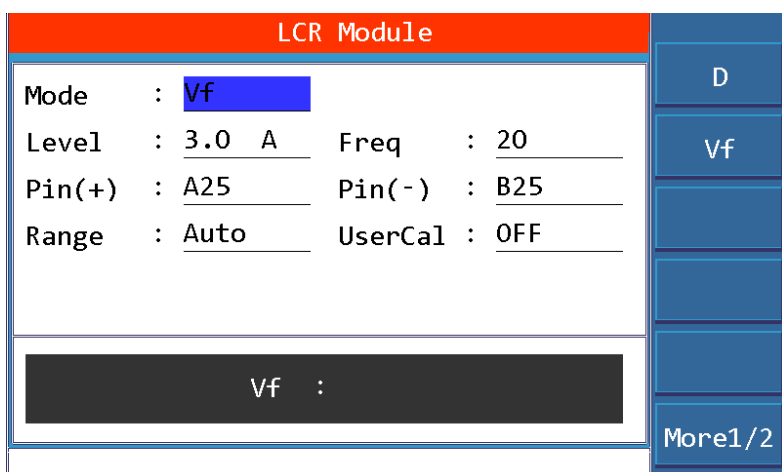 LCR Module
Mode : Vf
Level : 3.0 A Freq : 20
Pin(+) : A25 Pin(-) : B25
Range : Auto UserCal : OFF
Vf :
D
Vf
More1/2